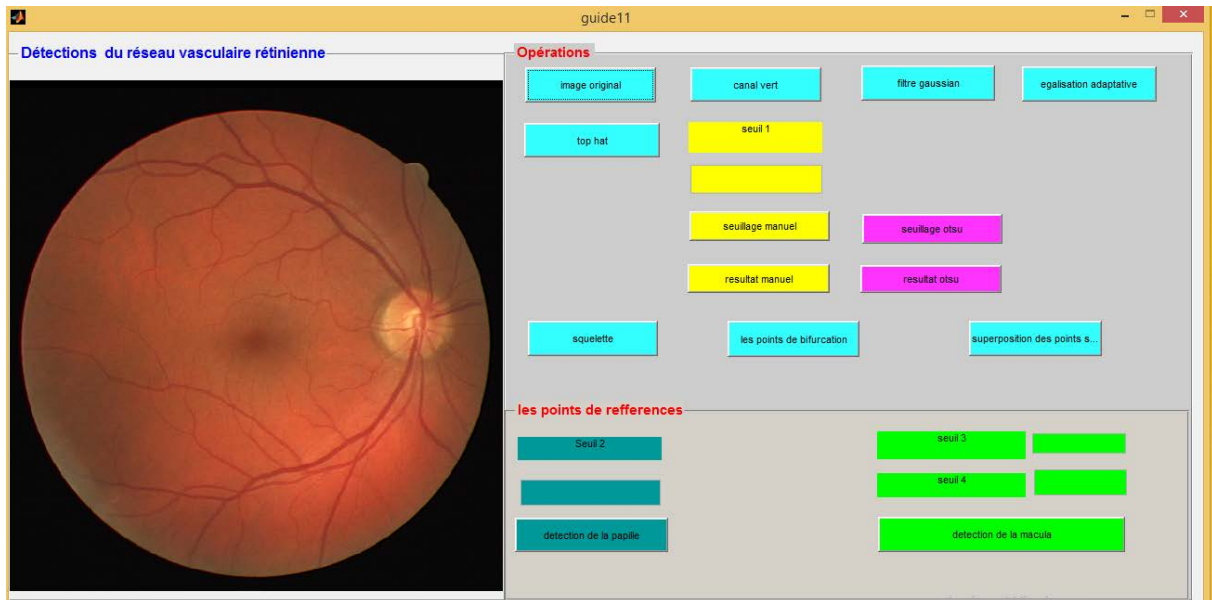 guide11
Détections du réseau vasculaire rétinienne
Opérations
image original
canal vert
filtre gaussian
egalisation adaptative
top hat
seuil 1
seuillage manuel
seuillage otsu
resultat manuel
resultat otsu
squelette
les points de bifurcation
superposition des points s...
les points de refferences
Seuil 2
seuil 3
seuil 4
detection de la papille
detection de la macula